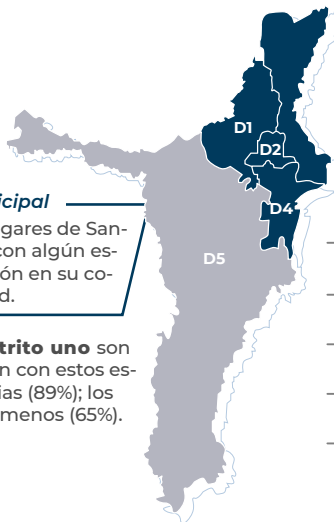 D1
D2
D4
D5
icipal
gares de San-
con algún es-
ón en su co-
d.
trito uno son
n con estos es-
ias (89%); los
menos (65%).